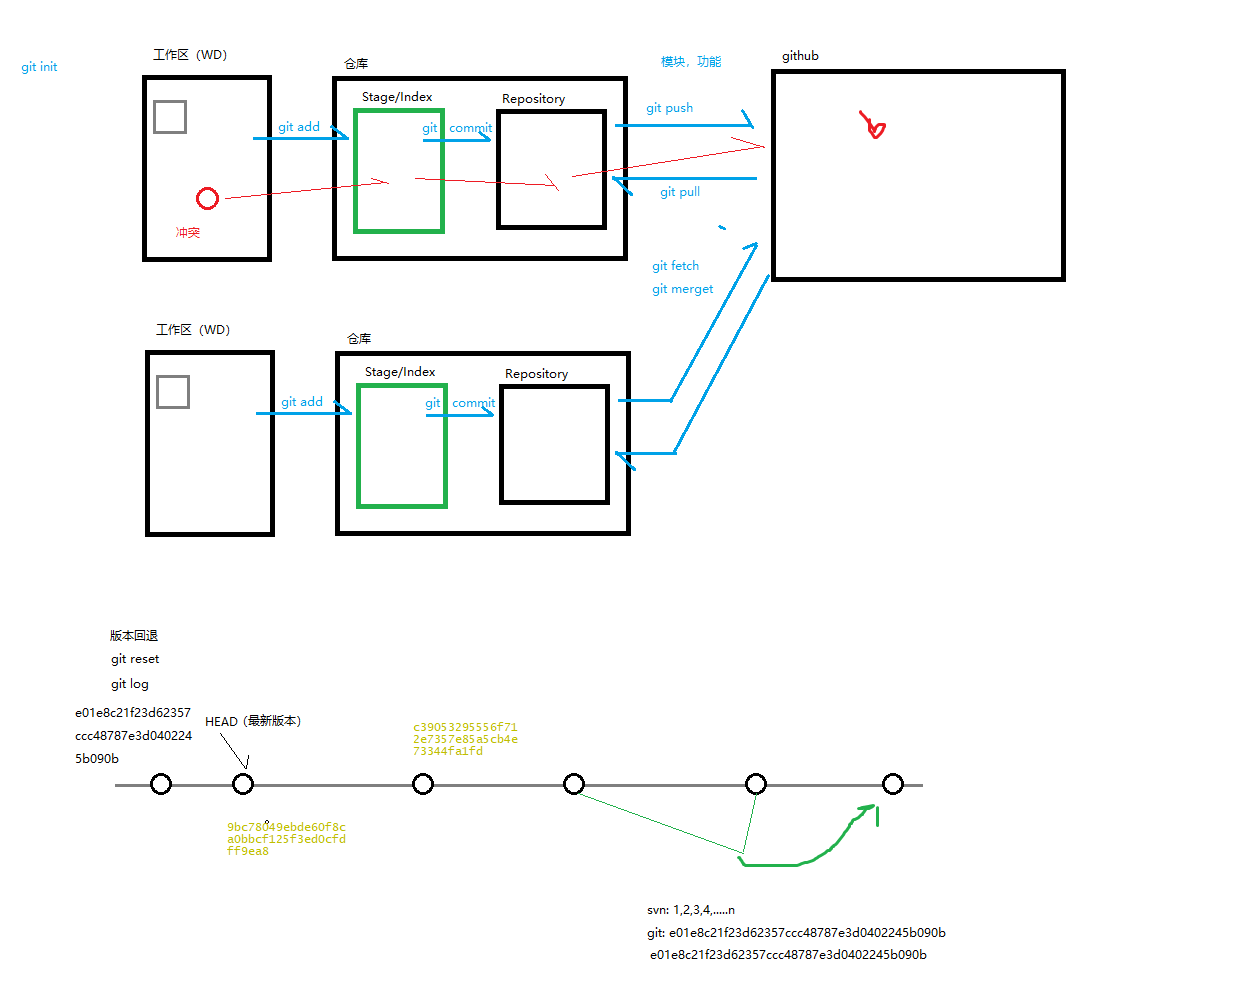 git init
工作区（WD）
仓库
模块，功能
github
Stage/Index
Repository
git add
git commit
git push
git pull
冲突
git fetch
git merget
工作区（WD）
仓库
Stage/Index
Repository
git add
git commit
版本回退
git reset
git log
e01e8c21f23d62357
ccc48787e3d040224
5b090b
HEAD（最新版本）
c39053295556f71
2e7357e85a5cb4e
73344fa1fd
9bc78049ebde60f8c
a0bbcf125f3ed0cfd
ff9ea8
svn: 1,2,3,4,.....n
git: e01e8c21f23d62357ccc48787e3d0402245b090b
e01e8c21f23d62357ccc48787e3d0402245b090b